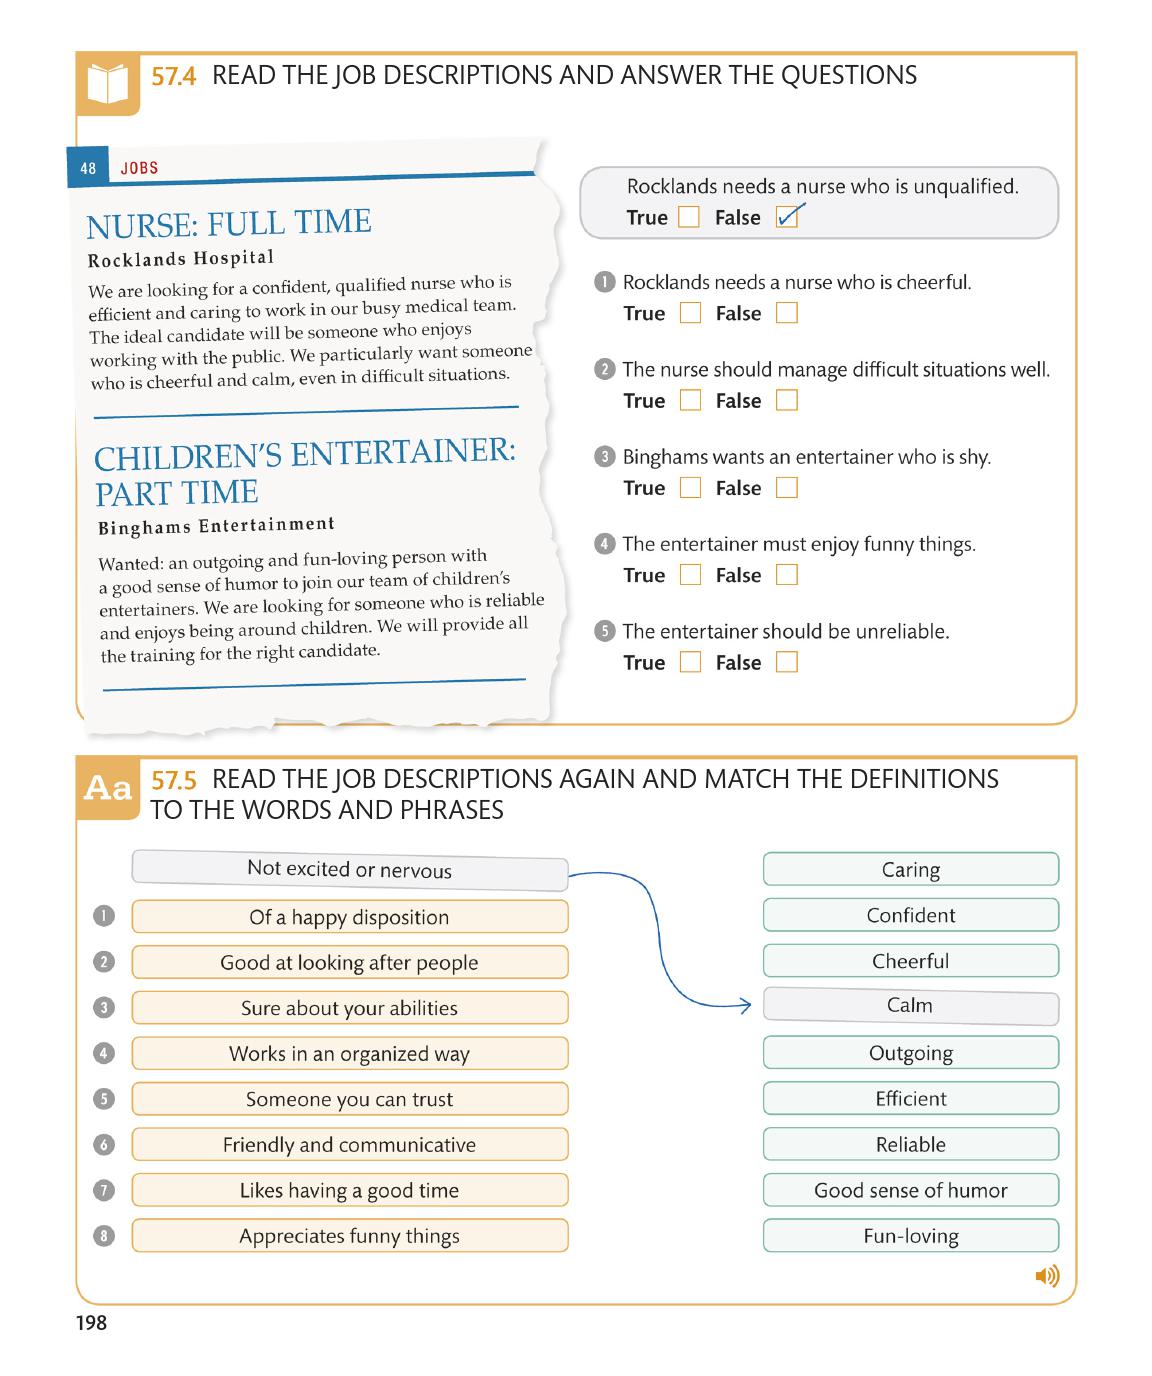 57.4 READ THE JOB DESCRIPTIONS AND ANSWER THE QUESTIONS
48 JOBS
NURSE: FULL TIME
Rocklands Hospital
We are looking for a confident, qualified nurse who is
efficient and caring to work in our busy medical team.
The ideal candidate will be someone who enjoys
working with the public. We particularly want someone
who is cheerful and calm, even in difficult situations.
CHILDREN'S ENTERTAINER:
PART TIME
Binghams Entertainment
Wanted: an outgoing and fun-loving person with
a good sense of humor to join our team of children's
entertainers. We are looking for someone who is reliable
and enjoys being around children. We will provide all
the training for the right candidate.
Rocklands needs a nurse who is unqualified.
True False
1 Rocklands needs a nurse who is cheerful.
True False
2 The nurse should manage difficult situations well.
True False
3 Binghams wants an entertainer who is shy.
True False
4 The entertainer must enjoy funny things.
True False
5 The entertainer should be unreliable.
True False
Aa 57.5 READ THE JOB DESCRIPTIONS AGAIN AND MATCH THE DEFINITIONS
TO THE WORDS AND PHRASES
Not excited or nervous
1 Of a happy disposition
2 Good at looking after people
3 Sure about your abilities
4 Works in an organized way
5 Someone you can trust
6 Friendly and communicative
7 Likes having a good time
8 Appreciates funny things
Caring
Confident
Cheerful
Calm
Outgoing
Efficient
Reliable
Good sense of humor
Fun-loving
198